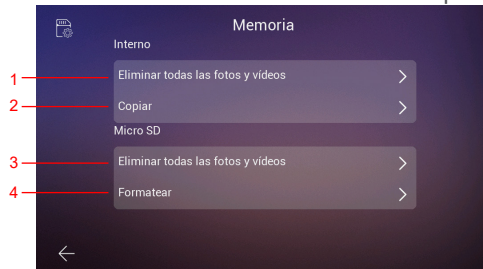 Memoria
Interno
1 Eliminar todas las fotos y vídeos
2 Copiar
Micro SD
3 Eliminar todas las fotos y vídeos
4 Formatear